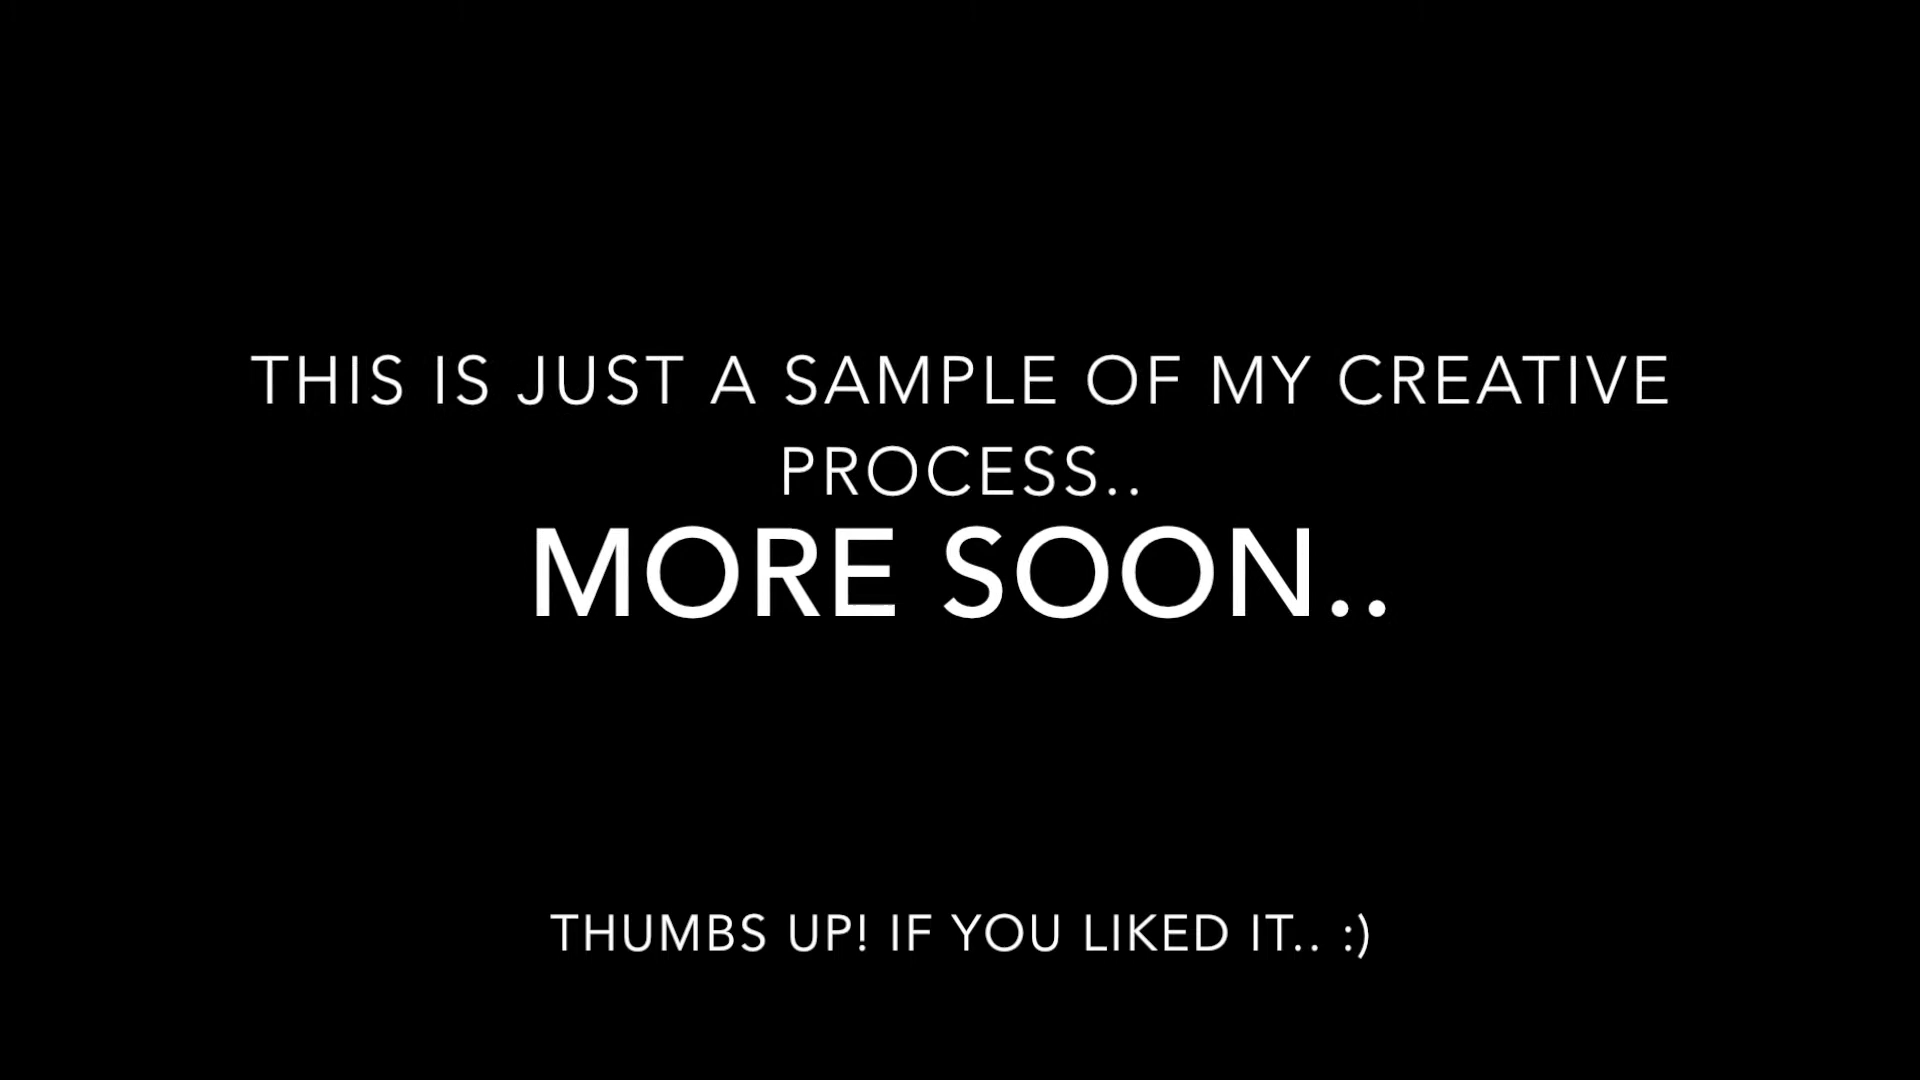 THIS IS JUST A SAMPLE OF MY CREATIVE
PROCESS..
MORE SOON..
THUMBS UP! IF YOU LIKED IT.. :)